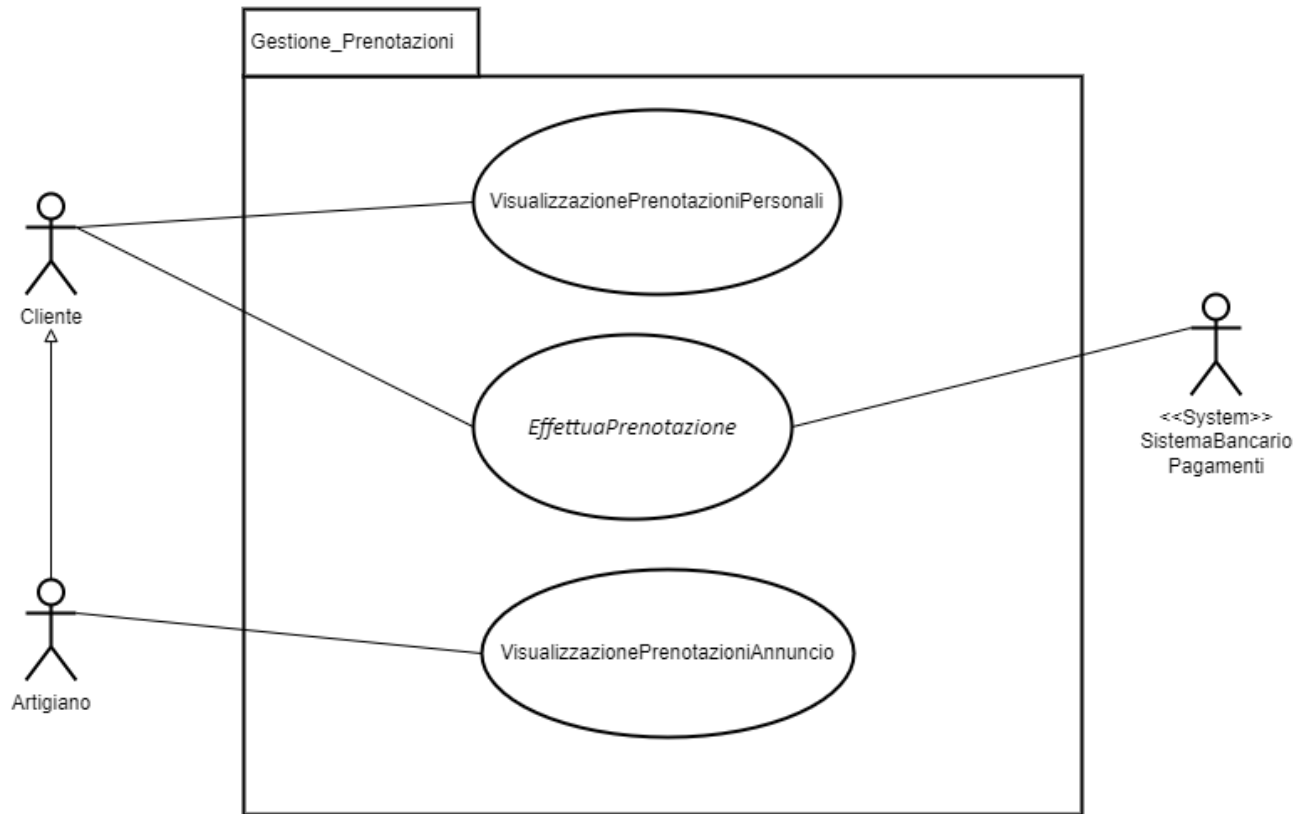 Gestione_Prenotazioni
VisualizzazionePrenotazioniPersonali
Cliente
EffettuaPrenotazione
<<System>>
SistemaBancario
Pagamenti
VisualizzazionePrenotazioniAnnuncio
Artigiano